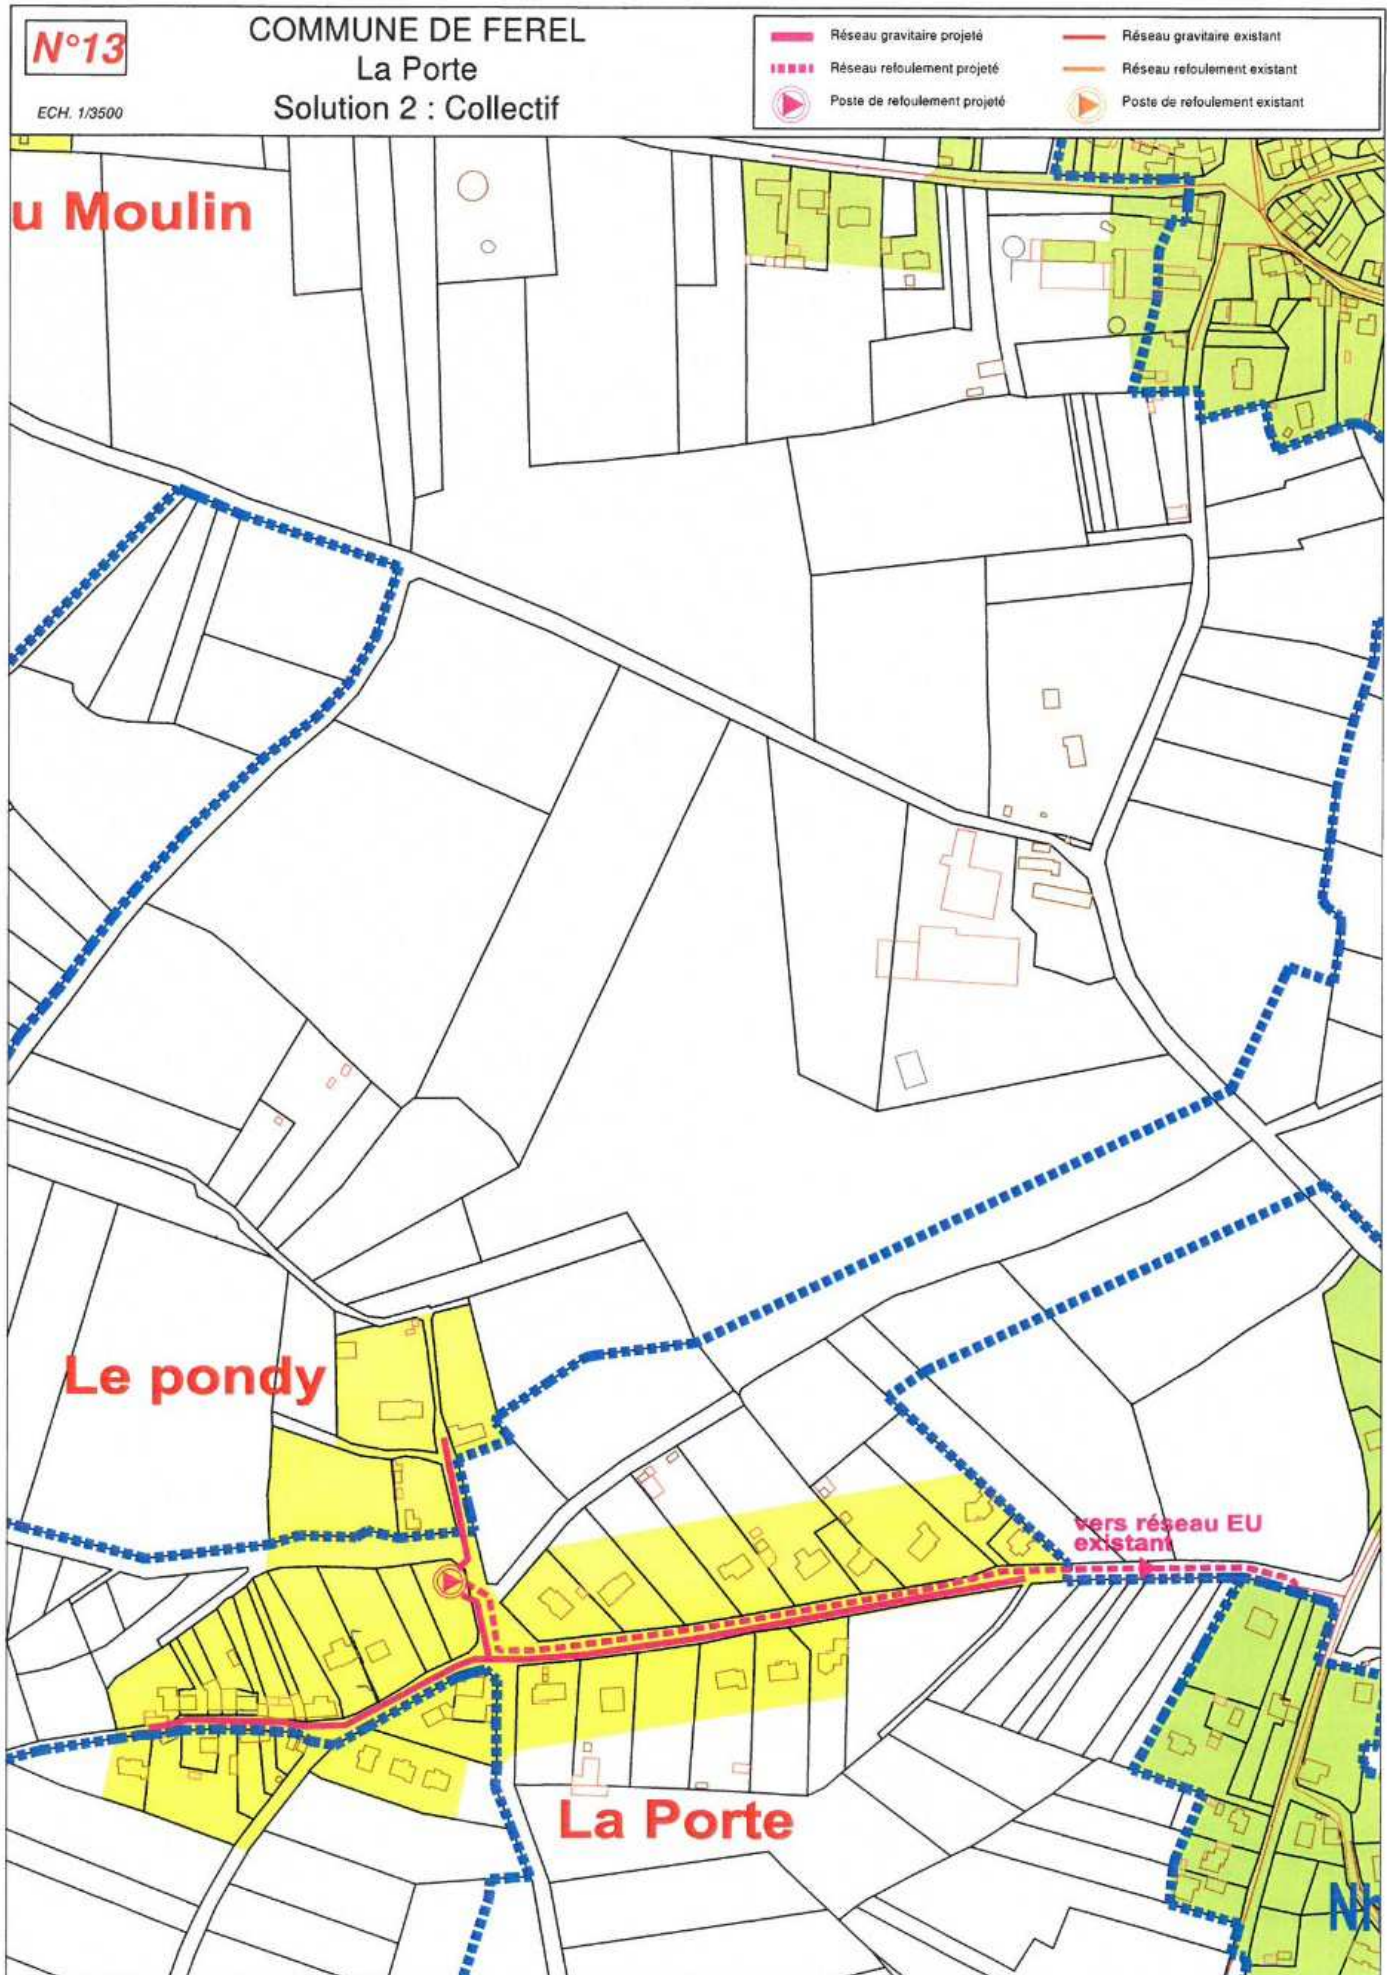 N°13
ECH. 1/3500
COMMUNE DE FEREL
La Porte
Solution 2 : Collectif
Réseau gravitaire projeté
Réseau refoulement projeté
Poste de refoulement projeté
Réseau gravitaire existant
Réseau refoulement existant
Poste de refoulement existant
u Moulin
Le pondy
vers réseau EU
existant
La Porte